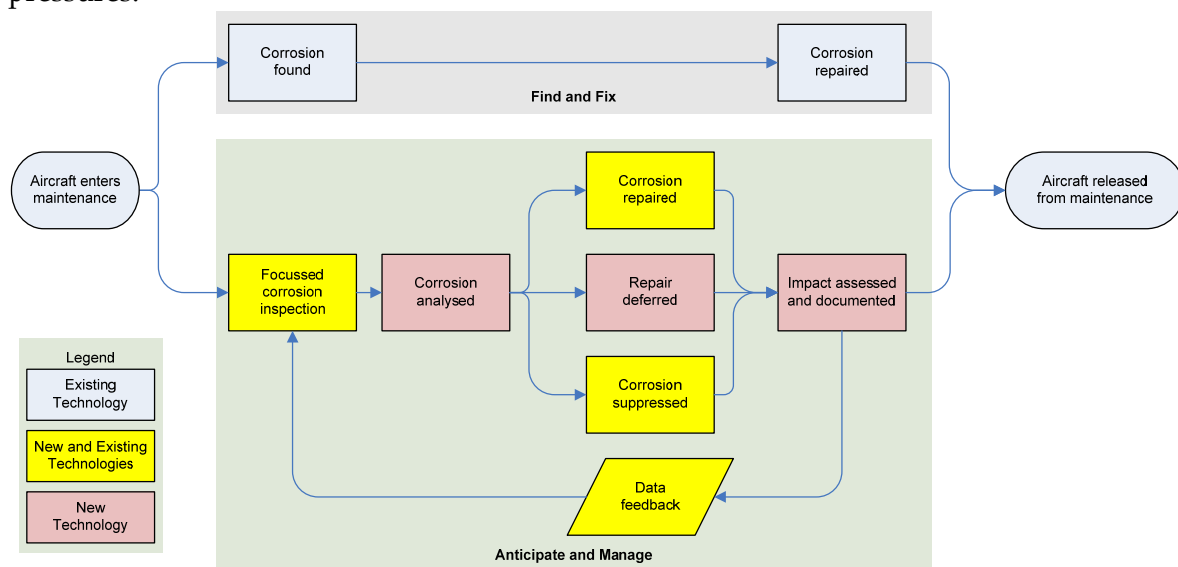 pressures.
Corrosion
found
Corrosion
repaired
Find and Fix
Aircraft enters
maintenance
Corrosion
repaired
Aircraft released
from maintenance
Focussed
corrosion
inspection
Corrosion
analysed
Repair
deferred
Impact assessed
and documented
Corrosion
suppressed
Data
feedback
Anticipate and Manage
Legend
Existing
Technology
New and Existing
Technologies
New
Technology